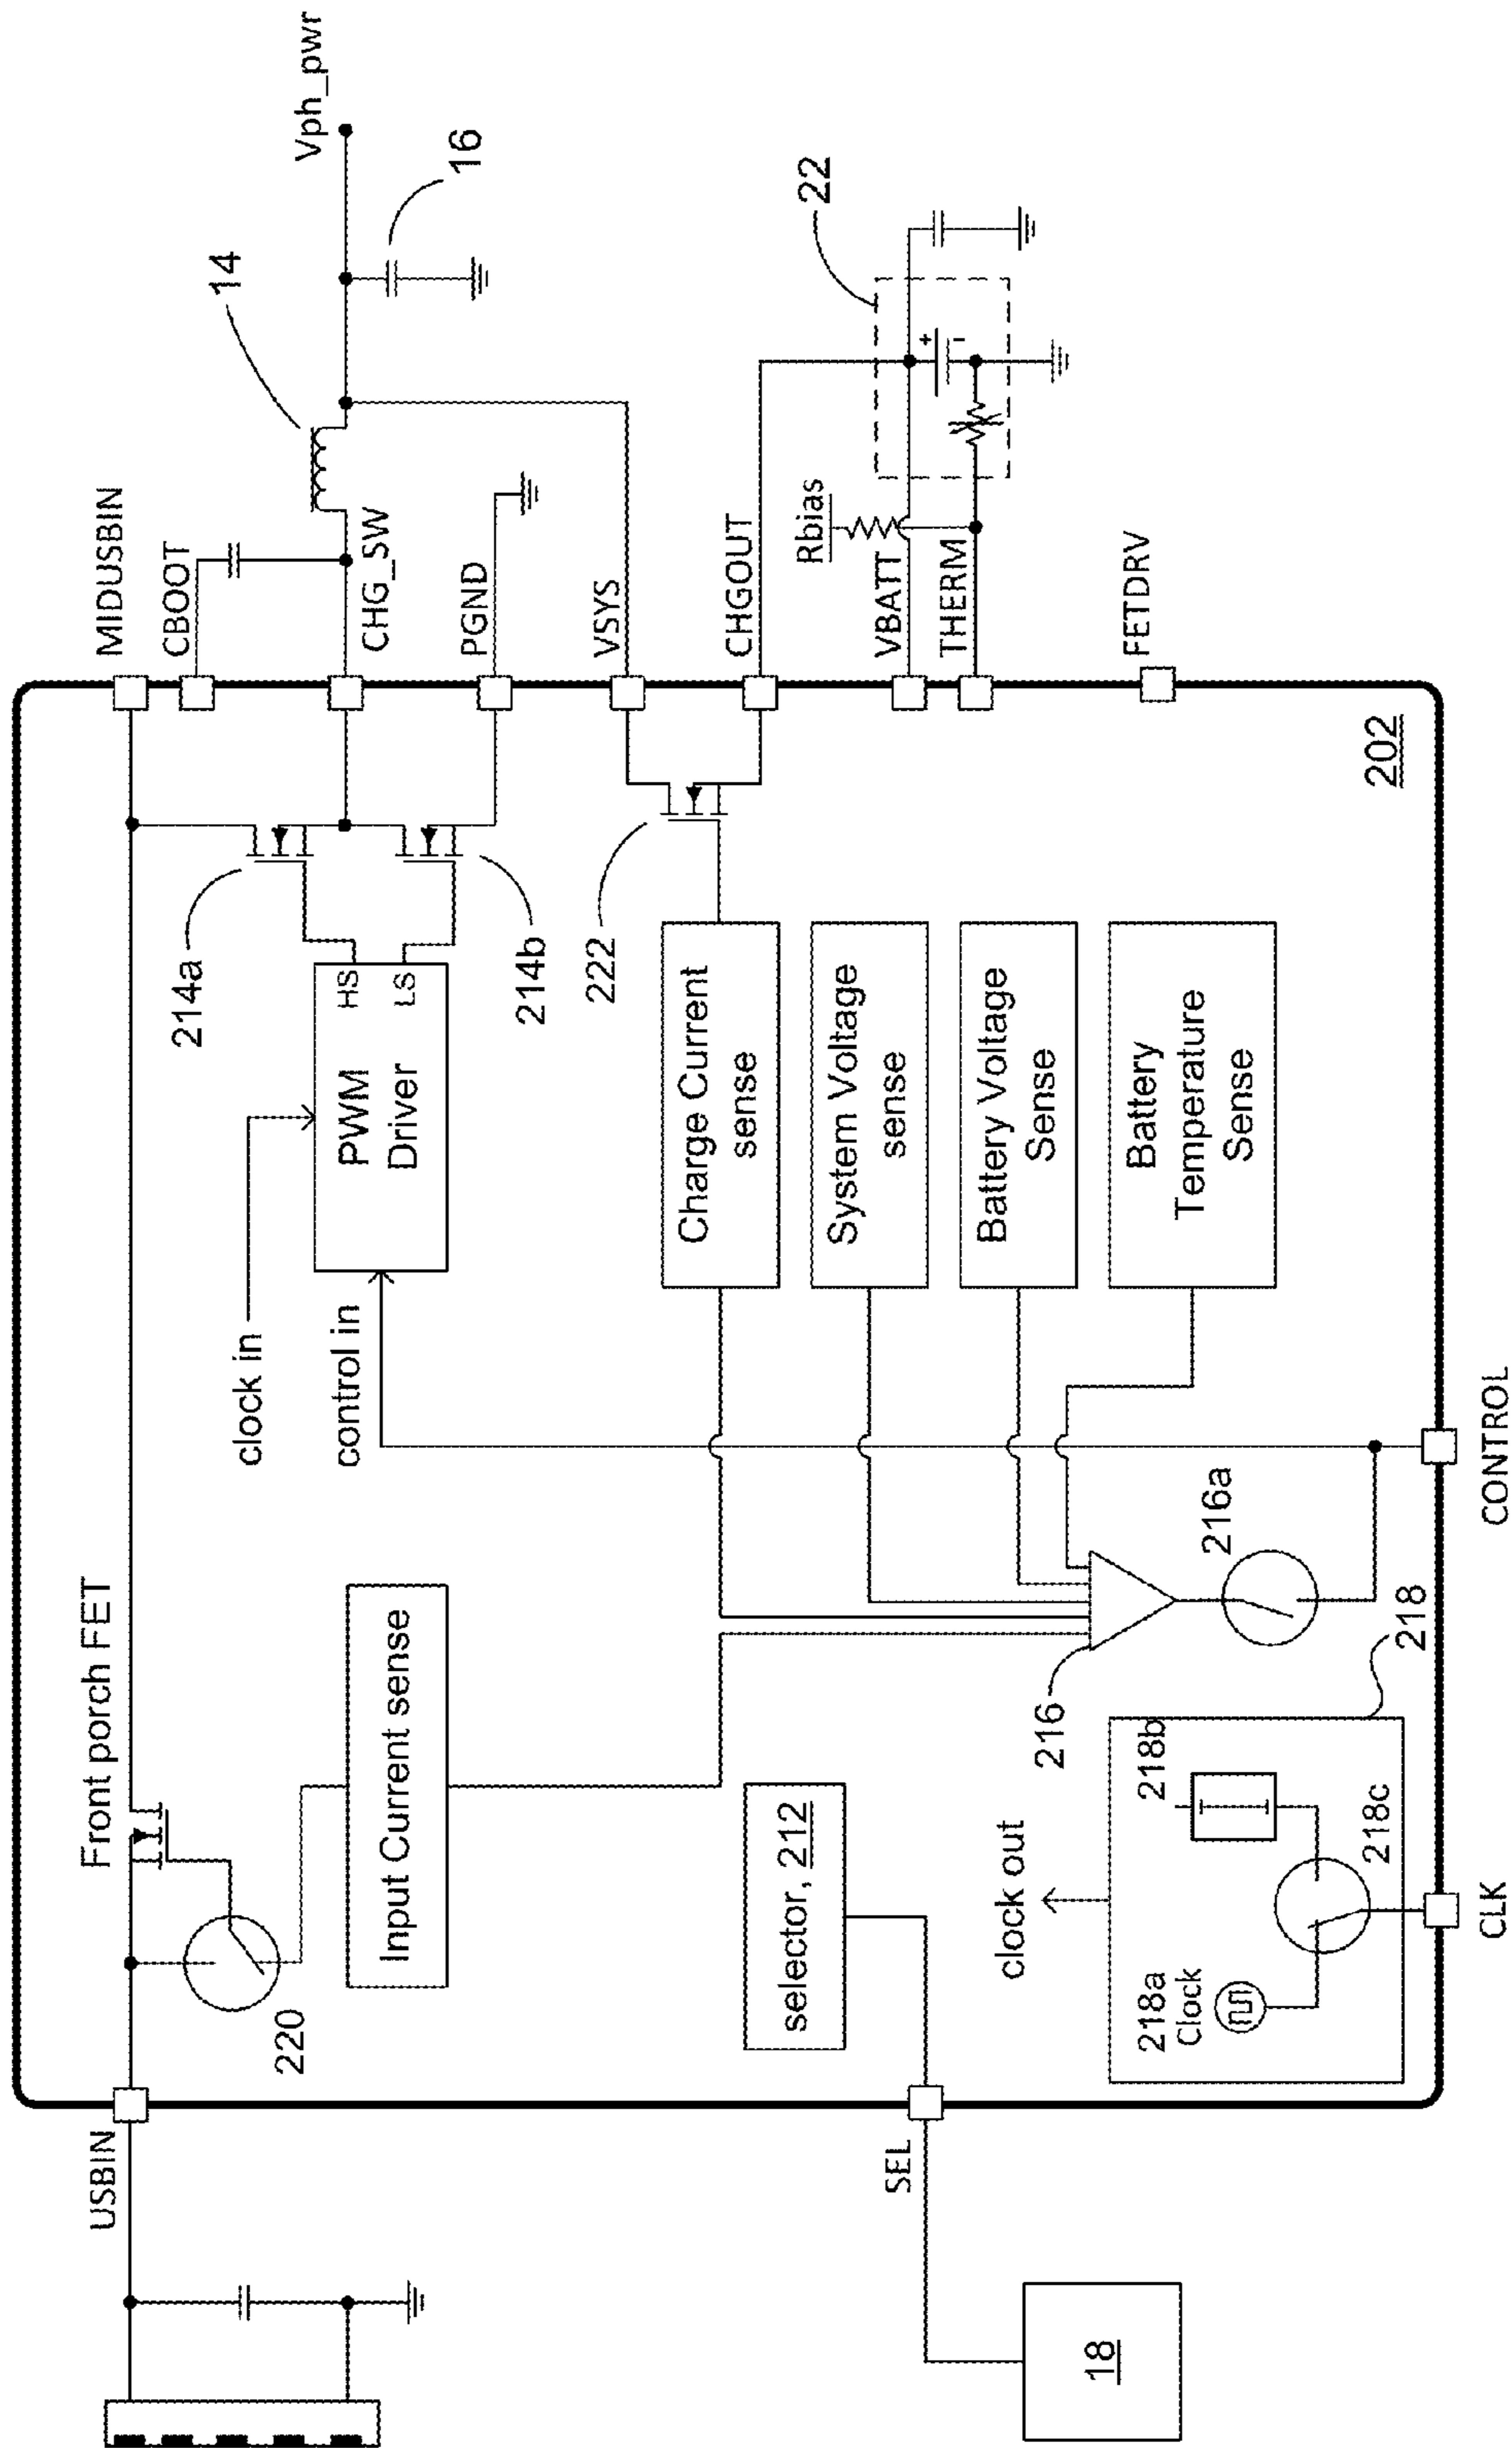 USBIN
Front porch FET
MIDUSBIN
CBOOT
CHG_SW
PGND
VSYS
CHGOUT
VBATT
THERM
FETDRV
Vph_pwr
14
16
22
Rbias
+
-
220
Input Current sense
clock in
control in
PWM
Driver
HS
LS
214a
214b
222
Charge Current
sense
System Voltage
sense
Battery Voltage
Sense
Battery
Temperature
Sense
SEL
selector, 212
18
216
216a
clock out
218a
Clock
218b
218c
218
202
CLK
CONTROL